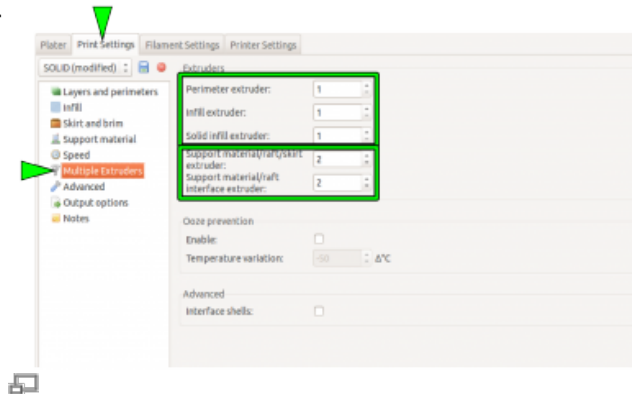 Plater Print Settings Filament Settings Printer Settings
SOLID (modified)
Layers and perimeters
Infill
Skirt and brim
Support material
Speed
Multiple Extruders
Advanced
Output options
Notes
Extruders
Perimeter extruder: 1
Infill extruder: 1
Solid infill extruder: 1
Support material/raft/skirt
extruder: 2
Support material/raft
interface extruder: 2
Ooze prevention
Enable:
Temperature variation: -50 Δ°C
Advanced
Interface shells: